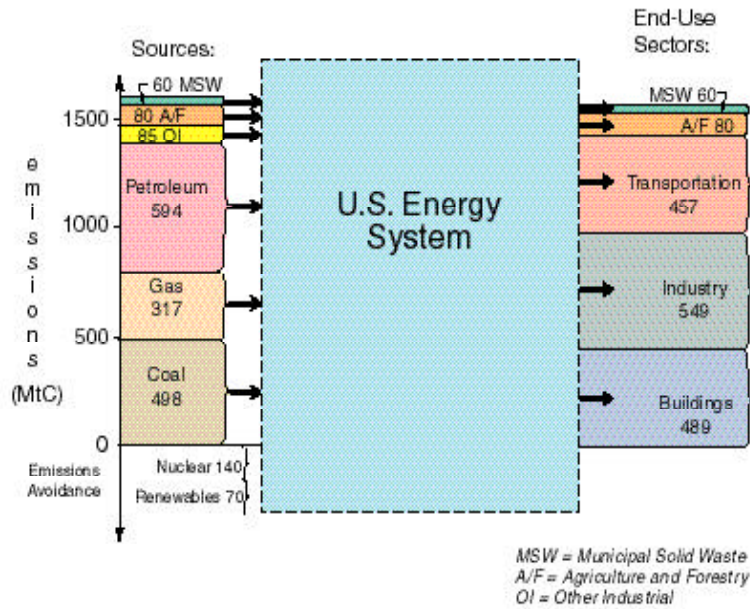 Sources:
End-Use
Sectors:
60 MSW
80 A/F
85 OI
Petroleum
594
Gas
317
Coal
498
1500
1000
500
0
emissions
(MtC)
Emissions
Avoidance
Nuclear 140
Renewables 70
U.S. Energy
System
MSW 60
A/F 80
Transportation
457
Industry
549
Buildings
489
MSW = Municipal Solid Waste
A/F = Agriculture and Forestry
OI = Other Industrial